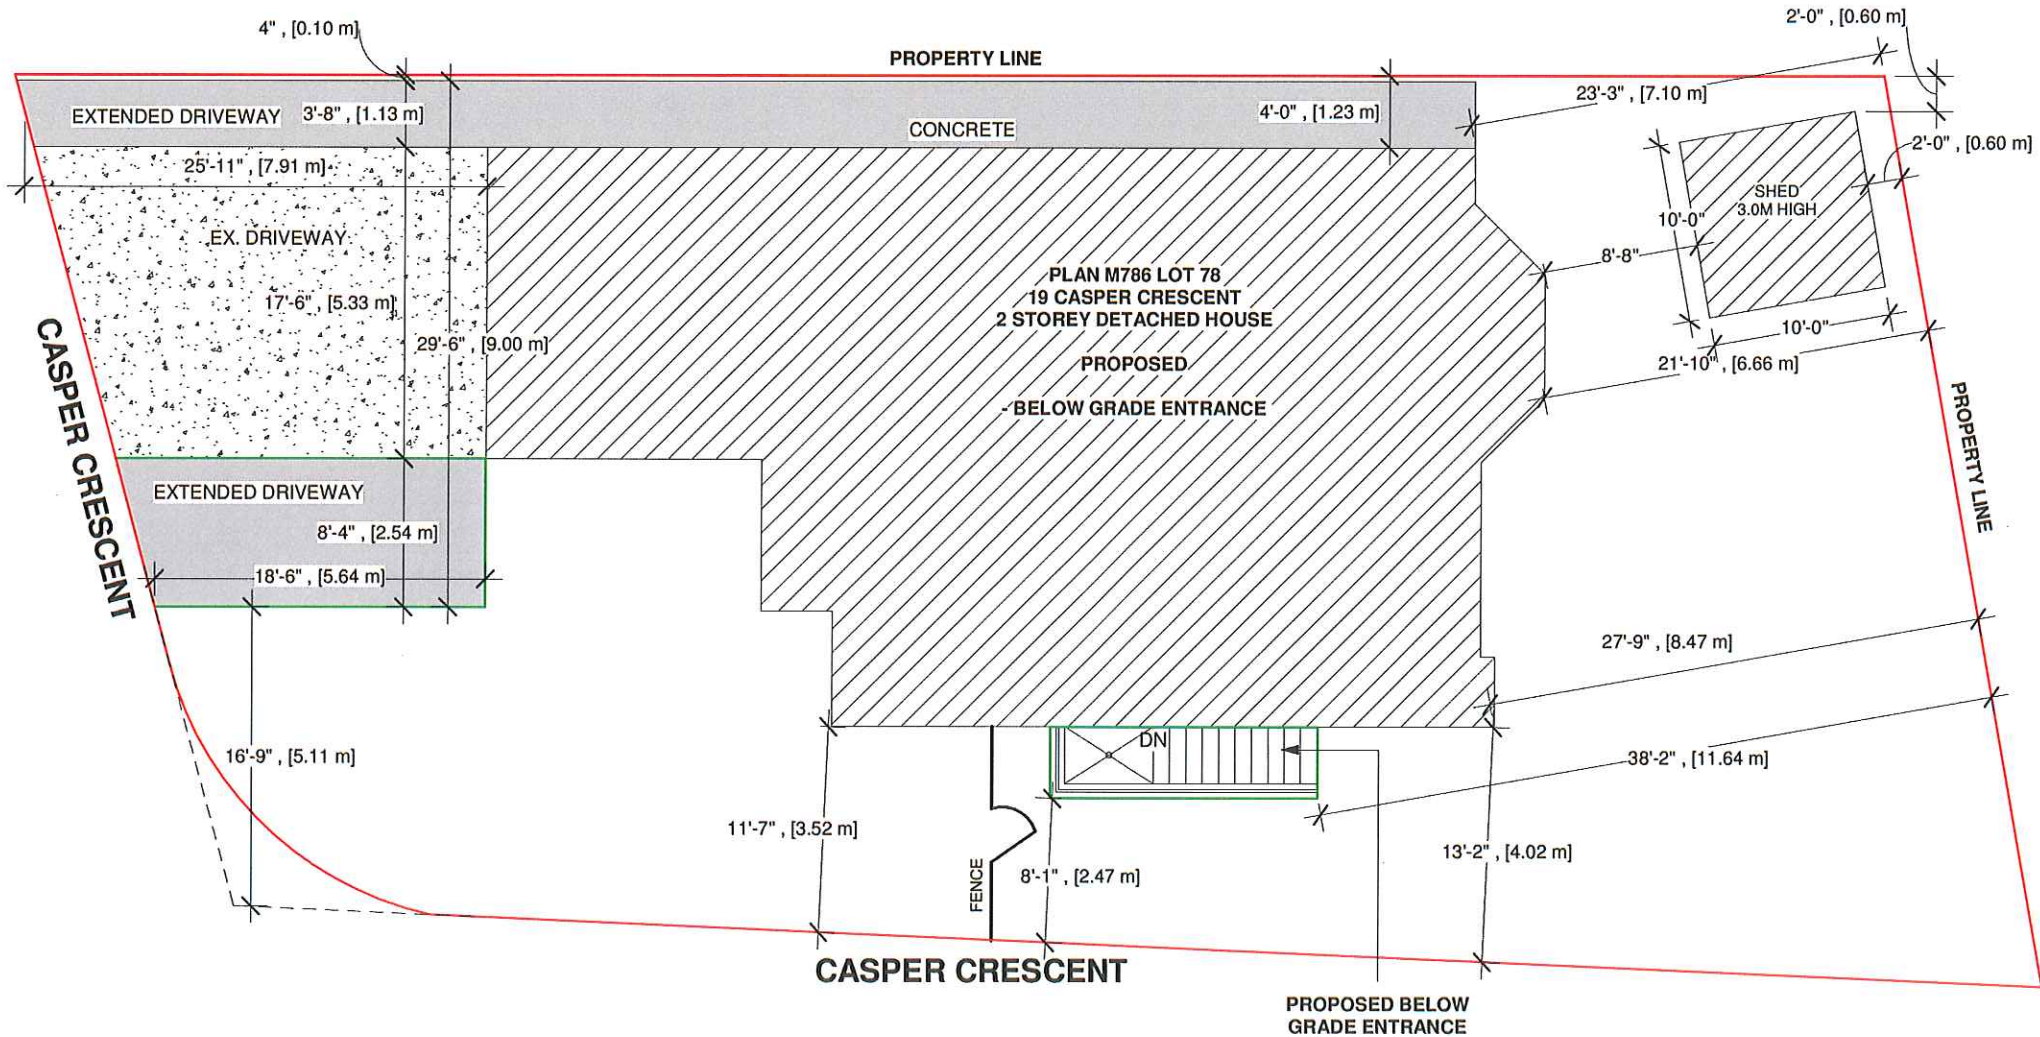 4" , [0.10 m]
2'-0" , [0.60 m]
PROPERTY LINE
23'-3" , [7.10 m]
EXTENDED DRIVEWAY
3'-8" , [1.13 m]
CONCRETE
4'-0" , [1.23 m]
2'-0" , [0.60 m]
25'-11" , [7.91 m]
SHED
3.0M HIGH
10'-0"
EX. DRIVEWAY
8'-8"
PLAN M786 LOT 78
19 CASPER CRESCENT
2 STOREY DETACHED HOUSE
PROPOSED
- BELOW GRADE ENTRANCE
17'-6" , [5.33 m]
29'-6" , [9.00 m]
10'-0"
21'-10" , [6.66 m]
CASPER CRESCENT
PROPERTY LINE
EXTENDED DRIVEWAY
8'-4" , [2.54 m]
18'-6" , [5.64 m]
27'-9" , [8.47 m]
16'-9" , [5.11 m]
DN
38'-2" , [11.64 m]
11'-7" , [3.52 m]
FENCE
8'-1" , [2.47 m]
13'-2" , [4.02 m]
CASPER CRESCENT
PROPOSED BELOW
GRADE ENTRANCE